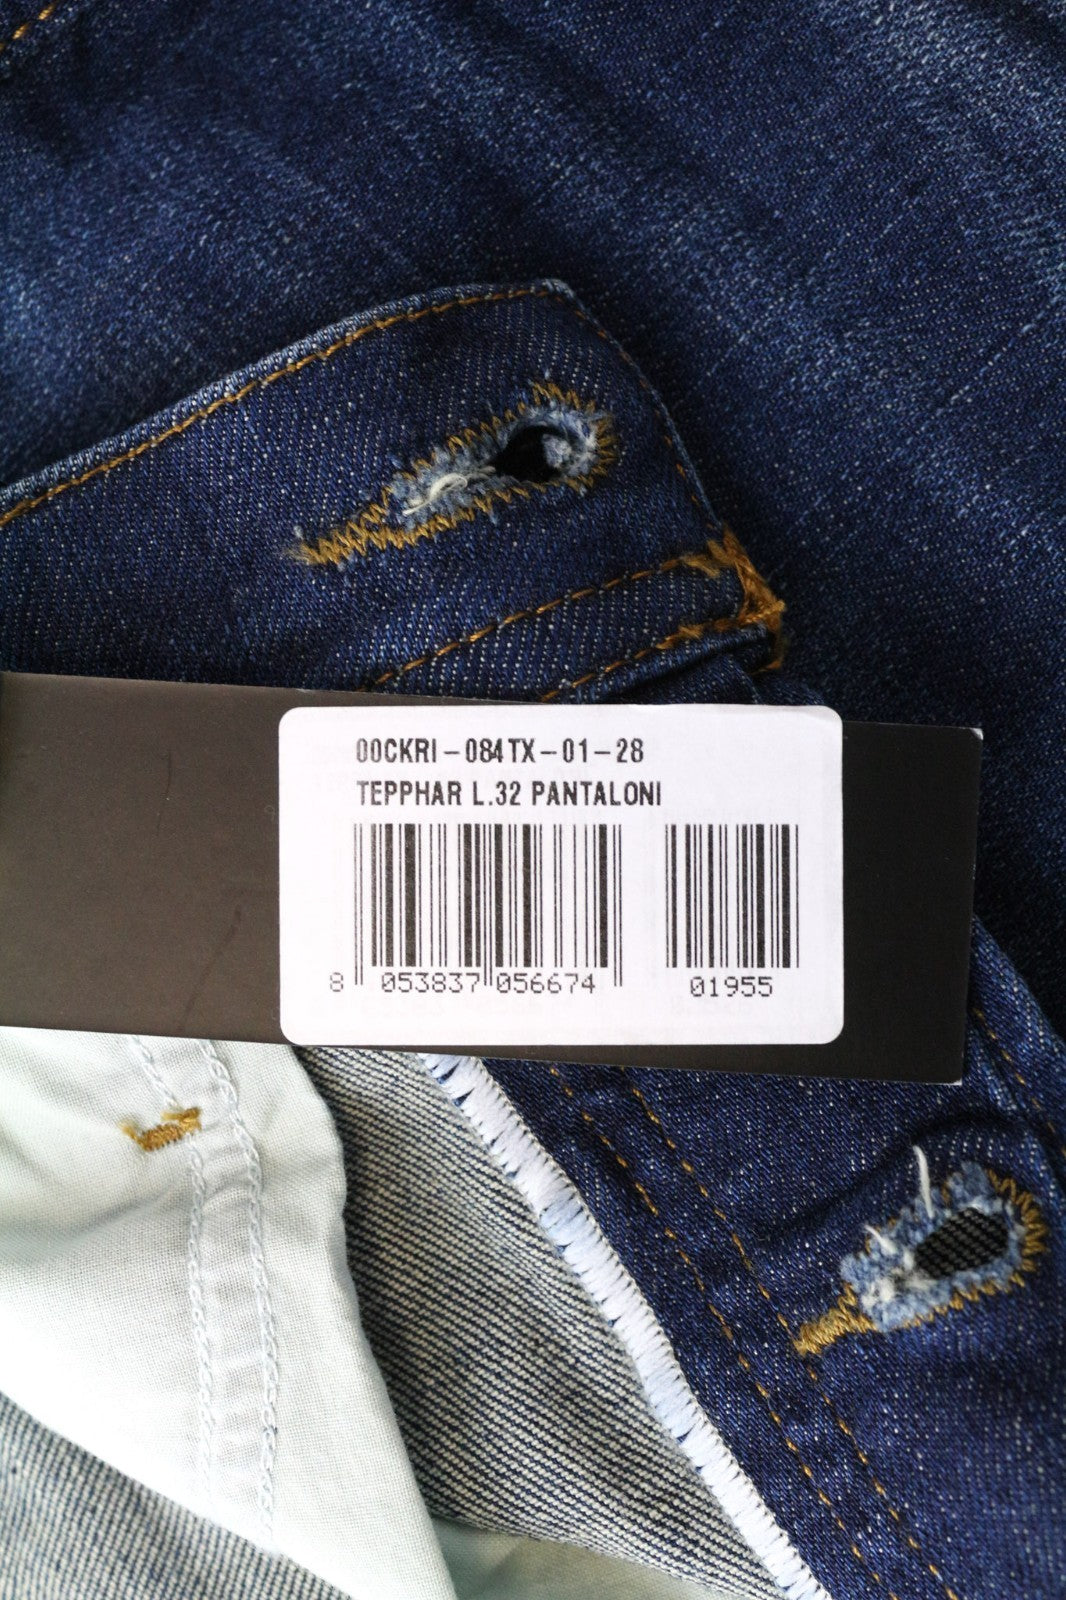 00CKRI-084TX-01-28
TEPPHAR L.32 PANTALONI
8 053837 056674 01955